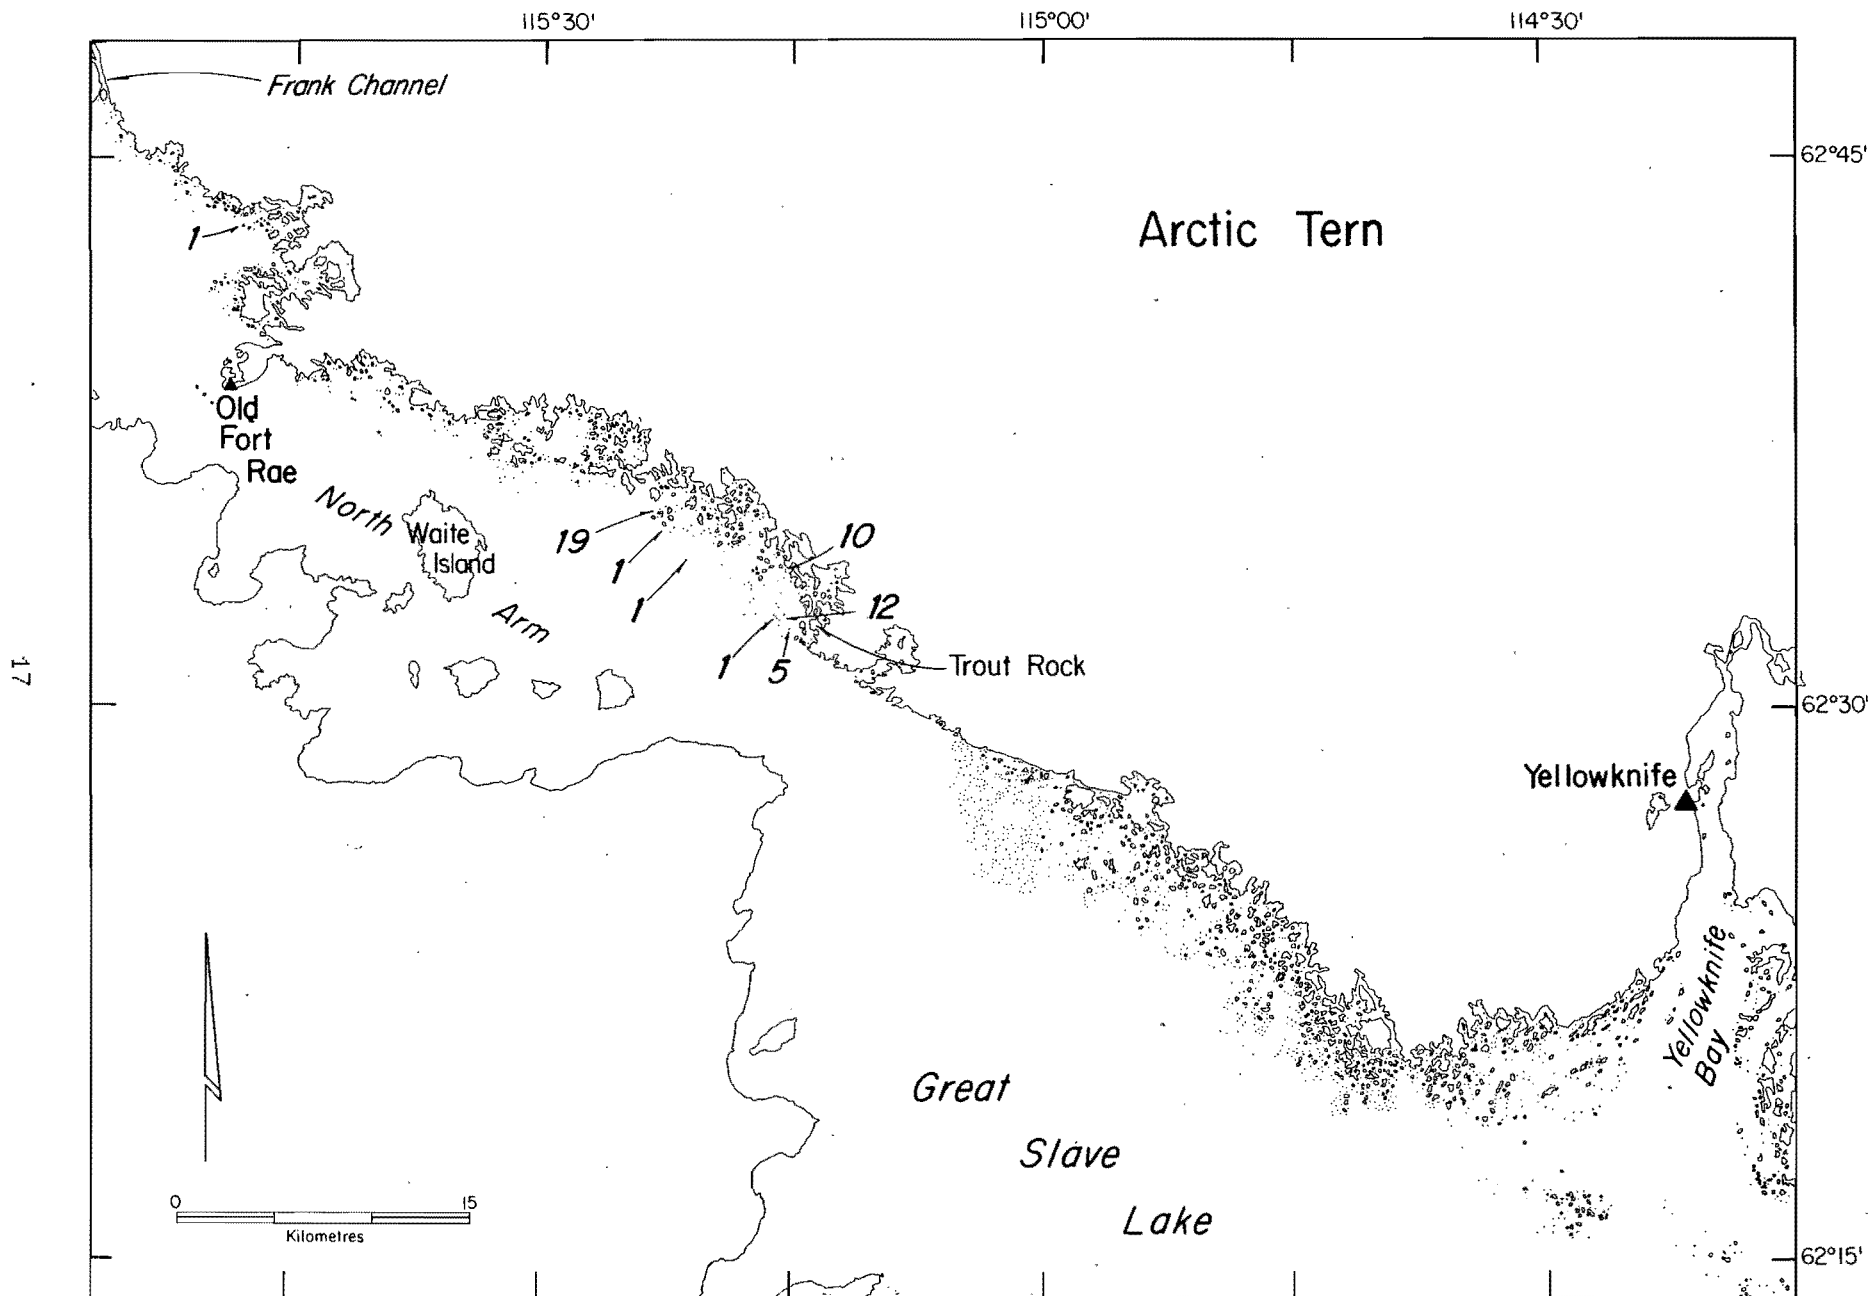 115°30'
115°00'
114°30'
Frank Channel
62°45'
Arctic Tern
1
Old
Fort
Rae
North
Waite
Island
Arm
19
1
1
10
12
1
5
Trout Rock
17
62°30'
Yellowknife
Yellowknife
Bay
Great
Slave
Lake
0 15
Kilometres
62°15'